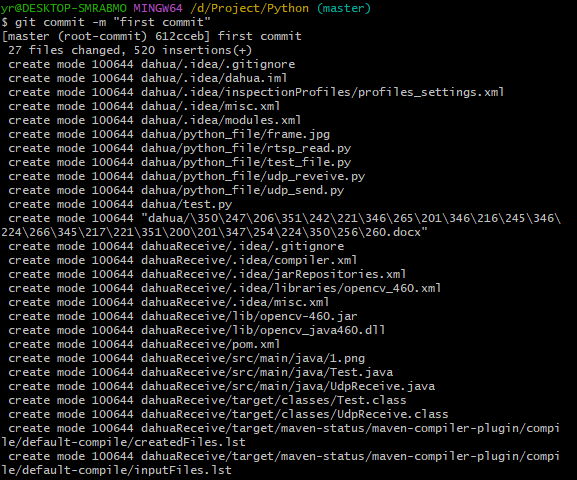 yr@DESKTOP-SMRABMO MINGW64 /d/Project/Python (master)
$ git commit -m "first commit"
[master (root-commit) 612cceb] first commit
 27 files changed, 520 insertions(+)
 create mode 100644 dahua/.idea/.gitignore
 create mode 100644 dahua/.idea/dahua.iml
 create mode 100644 dahua/.idea/inspectionProfiles/profiles_settings.xml
 create mode 100644 dahua/.idea/misc.xml
 create mode 100644 dahua/.idea/modules.xml
 create mode 100644 dahua/python_file/frame.jpg
 create mode 100644 dahua/python_file/rtsp_read.py
 create mode 100644 dahua/python_file/test_file.py
 create mode 100644 dahua/python_file/udp_reveive.py
 create mode 100644 dahua/python_file/udp_send.py
 create mode 100644 dahua/test.py
 create mode 100644 "dahua/\350\247\206\351\242\221\346\265\201\346\216\245\346\
224\266\345\217\221\351\200\201\347\254\224\350\256\260.docx"
 create mode 100644 dahuaReceive/.idea/.gitignore
 create mode 100644 dahuaReceive/.idea/compiler.xml
 create mode 100644 dahuaReceive/.idea/jarRepositories.xml
 create mode 100644 dahuaReceive/.idea/libraries/opencv_460.xml
 create mode 100644 dahuaReceive/.idea/misc.xml
 create mode 100644 dahuaReceive/lib/opencv-460.jar
 create mode 100644 dahuaReceive/lib/opencv_java460.dll
 create mode 100644 dahuaReceive/pom.xml
 create mode 100644 dahuaReceive/src/main/java/1.png
 create mode 100644 dahuaReceive/src/main/java/Test.java
 create mode 100644 dahuaReceive/src/main/java/UdpReceive.java
 create mode 100644 dahuaReceive/target/classes/Test.class
 create mode 100644 dahuaReceive/target/classes/UdpReceive.class
 create mode 100644 dahuaReceive/target/maven-status/maven-compiler-plugin/compi
le/default-compile/createdFiles.lst
 create mode 100644 dahuaReceive/target/maven-status/maven-compiler-plugin/compi
le/default-compile/inputFiles.lst